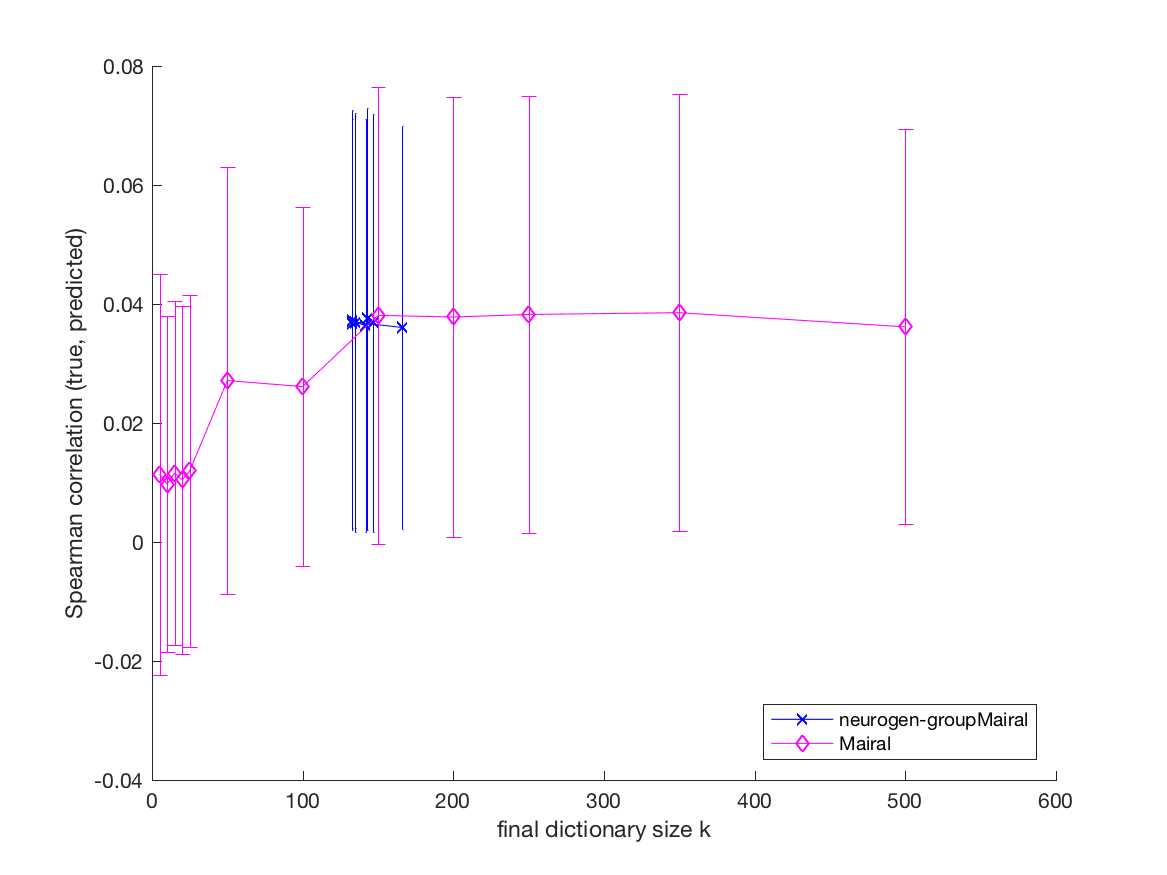 0.08
0.06
0.04
0.02
0
-0.02
-0.04
Spearman correlation (true, predicted)
0 100 200 300 400 500 600
final dictionary size k
neurogen-groupMairal
Mairal